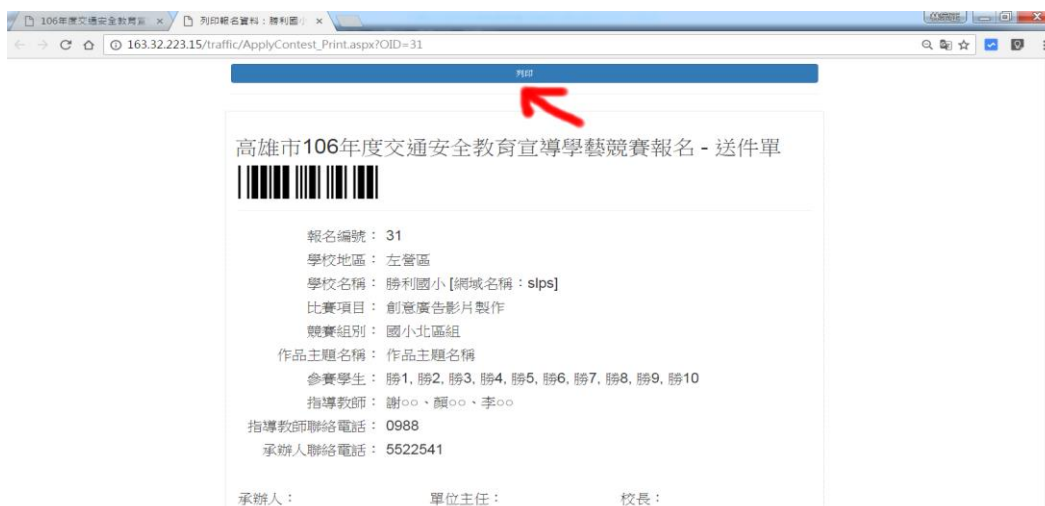 106年度交通安全教育宣
列印報名資料：勝利國小
163.32.223.15/traffic/ApplyContest_Print.aspx?OID=31
列印
高雄市106年度交通安全教育宣導學藝競賽報名 - 送件單
報名編號： 31
學校地區： 左營區
學校名稱： 勝利國小 [網域名稱：slps]
比賽項目： 創意廣告影片製作
競賽組別： 國小北區組
作品主題名稱： 作品主題名稱
參賽學生： 勝1, 勝2, 勝3, 勝4, 勝5, 勝6, 勝7, 勝8, 勝9, 勝10
指導教師： 謝○○、顏○○、李○○
指導教師聯絡電話： 0988
承辦人聯絡電話： 5522541
承辦人： 單位主任： 校長：